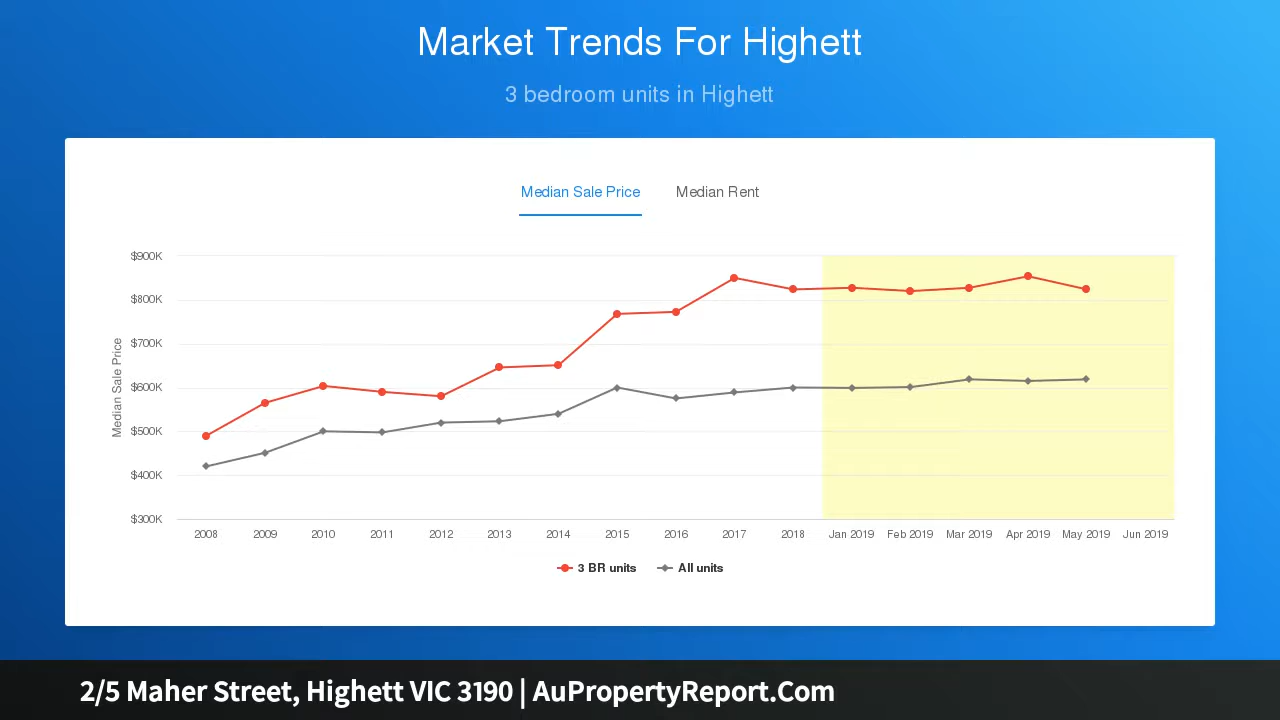 Market Trends For Highett
3 bedroom units in Highett
Median Sale Price Median Rent
$900K
$800K
$700K
$600K
$500K
$400K
$300K
Median Sale Price
2008 2009 2010 2011 2012 2013 2014 2015 2016 2017 2018 Jan 2019 Feb 2019 Mar 2019 Apr 2019 May 2019 Jun 2019
3 BR units All units
2/5 Maher Street, Highett VIC 3190 | AuPropertyReport.Com